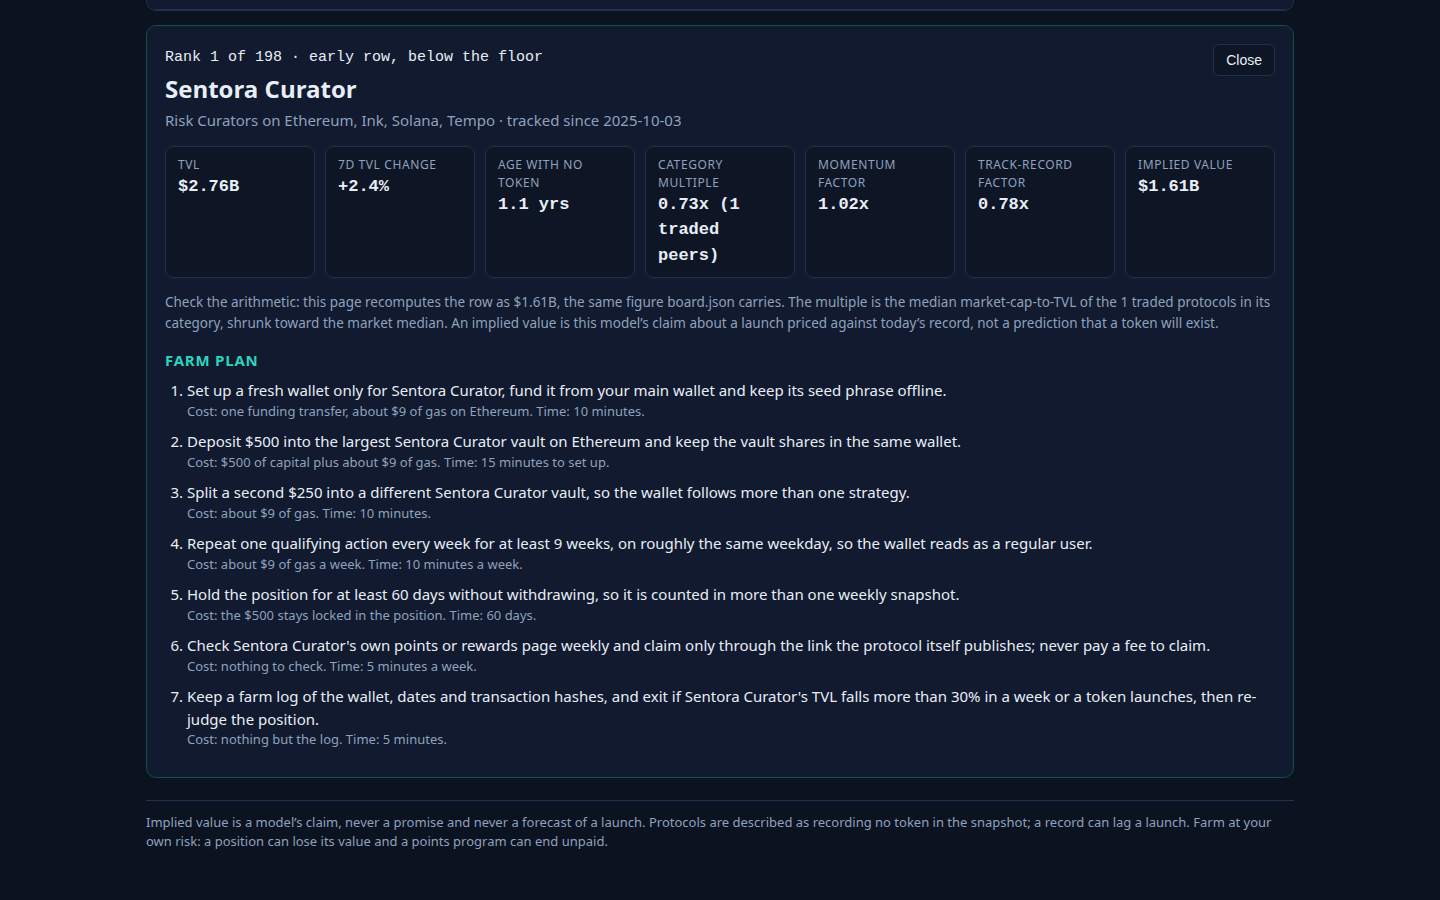 Rank 1 of 198 · early row, below the floor
Close
Sentora Curator
Risk Curators on Ethereum, Ink, Solana, Tempo · tracked since 2025-10-03
TVL
$2.76B
7D TVL CHANGE
+2.4%
AGE WITH NO
TOKEN
1.1 yrs
CATEGORY
MULTIPLE
0.73x (1
traded
peers)
MOMENTUM
FACTOR
1.02x
TRACK-RECORD
FACTOR
0.78x
IMPLIED VALUE
$1.61B
Check the arithmetic: this page recomputes the row as $1.61B, the same figure board.json carries. The multiple is the median market-cap-to-TVL of the 1 traded protocols in its
category, shrunk toward the market median. An implied value is this model’s claim about a launch priced against today’s record, not a prediction that a token will exist.
FARM PLAN
1. Set up a fresh wallet only for Sentora Curator, fund it from your main wallet and keep its seed phrase offline.
Cost: one funding transfer, about $9 of gas on Ethereum. Time: 10 minutes.
2. Deposit $500 into the largest Sentora Curator vault on Ethereum and keep the vault shares in the same wallet.
Cost: $500 of capital plus about $9 of gas. Time: 15 minutes to set up.
3. Split a second $250 into a different Sentora Curator vault, so the wallet follows more than one strategy.
Cost: about $9 of gas. Time: 10 minutes.
4. Repeat one qualifying action every week for at least 9 weeks, on roughly the same weekday, so the wallet reads as a regular user.
Cost: about $9 of gas a week. Time: 10 minutes a week.
5. Hold the position for at least 60 days without withdrawing, so it is counted in more than one weekly snapshot.
Cost: the $500 stays locked in the position. Time: 60 days.
6. Check Sentora Curator's own points or rewards page weekly and claim only through the link the protocol itself publishes; never pay a fee to claim.
Cost: nothing to check. Time: 5 minutes a week.
7. Keep a farm log of the wallet, dates and transaction hashes, and exit if Sentora Curator's TVL falls more than 30% in a week or a token launches, then re-
judge the position.
Cost: nothing but the log. Time: 5 minutes.
Implied value is a model’s claim, never a promise and never a forecast of a launch. Protocols are described as recording no token in the snapshot; a record can lag a launch. Farm at your
own risk: a position can lose its value and a points program can end unpaid.